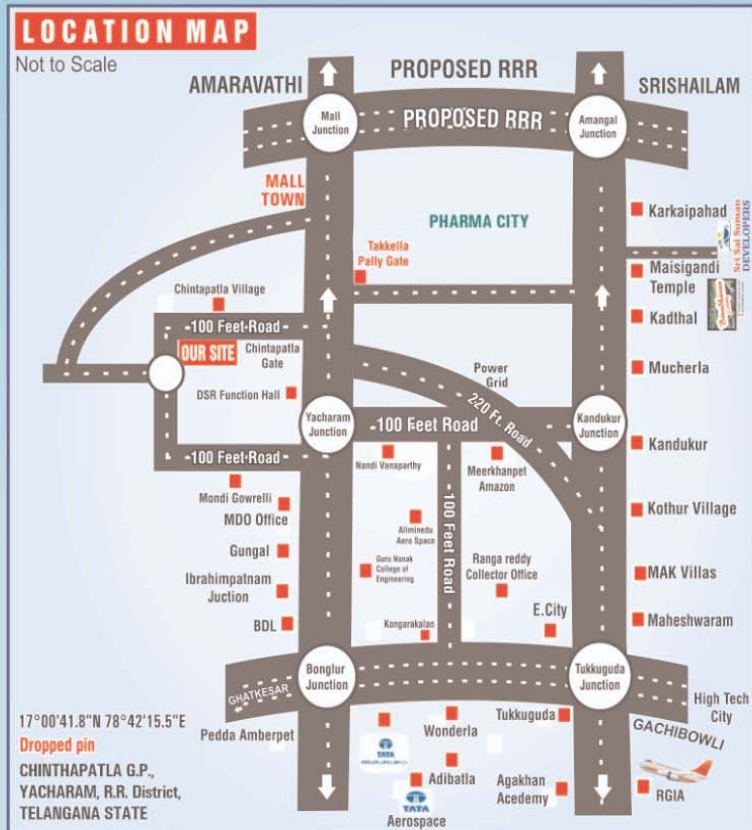 LOCATION MAP
Not to Scale
AMARAVATHI
PROPOSED RRR
SRISHAILAM
Mall
Junction
PROPOSED RRR
Amangal
Junction
MALL
TOWN
PHARMA CITY
Karkaipahad
Sri Sai Suman
DEVELOPERS
Takkella
Pally Gate
Maisigandi
Temple
Chintapatla Village
Kadthal
100 Feet Road
OUR SITE
Chintapatla
Gate
Power
Grid
Mucherla
DSR Function Hall
220 Ft. Road
Yacharam
Junction
100 Feet Road
Kandukur
Junction
Kandukur
100 Feet Road
Nandi Vanaparthy
Meerkhanpet
Amazon
Mondi Gowrelli
MDO Office
100 Feet Road
Kothur Village
Aliminedu
Aero Space
Gungal
Guru Nanak
College of
Engineering
Ranga reddy
Collector Office
MAK Villas
Ibrahimpatnam
Juction
E.City
Maheshwaram
BDL
Kongarakalan
Bonglur
Junction
Tukkuguda
Junction
GHATKESAR
High Tech
City
17°00'41.8"N 78°42'15.5"E
Pedda Amberpet
Tukkuguda
GACHIBOWLI
Dropped pin
TATA
Wonderla
CHINTHAPATLA G.P.,
YACHARAM, R.R. District,
TELANGANA STATE
Adibatla
Agakhan
Acedemy
RGIA
TATA
Aerospace